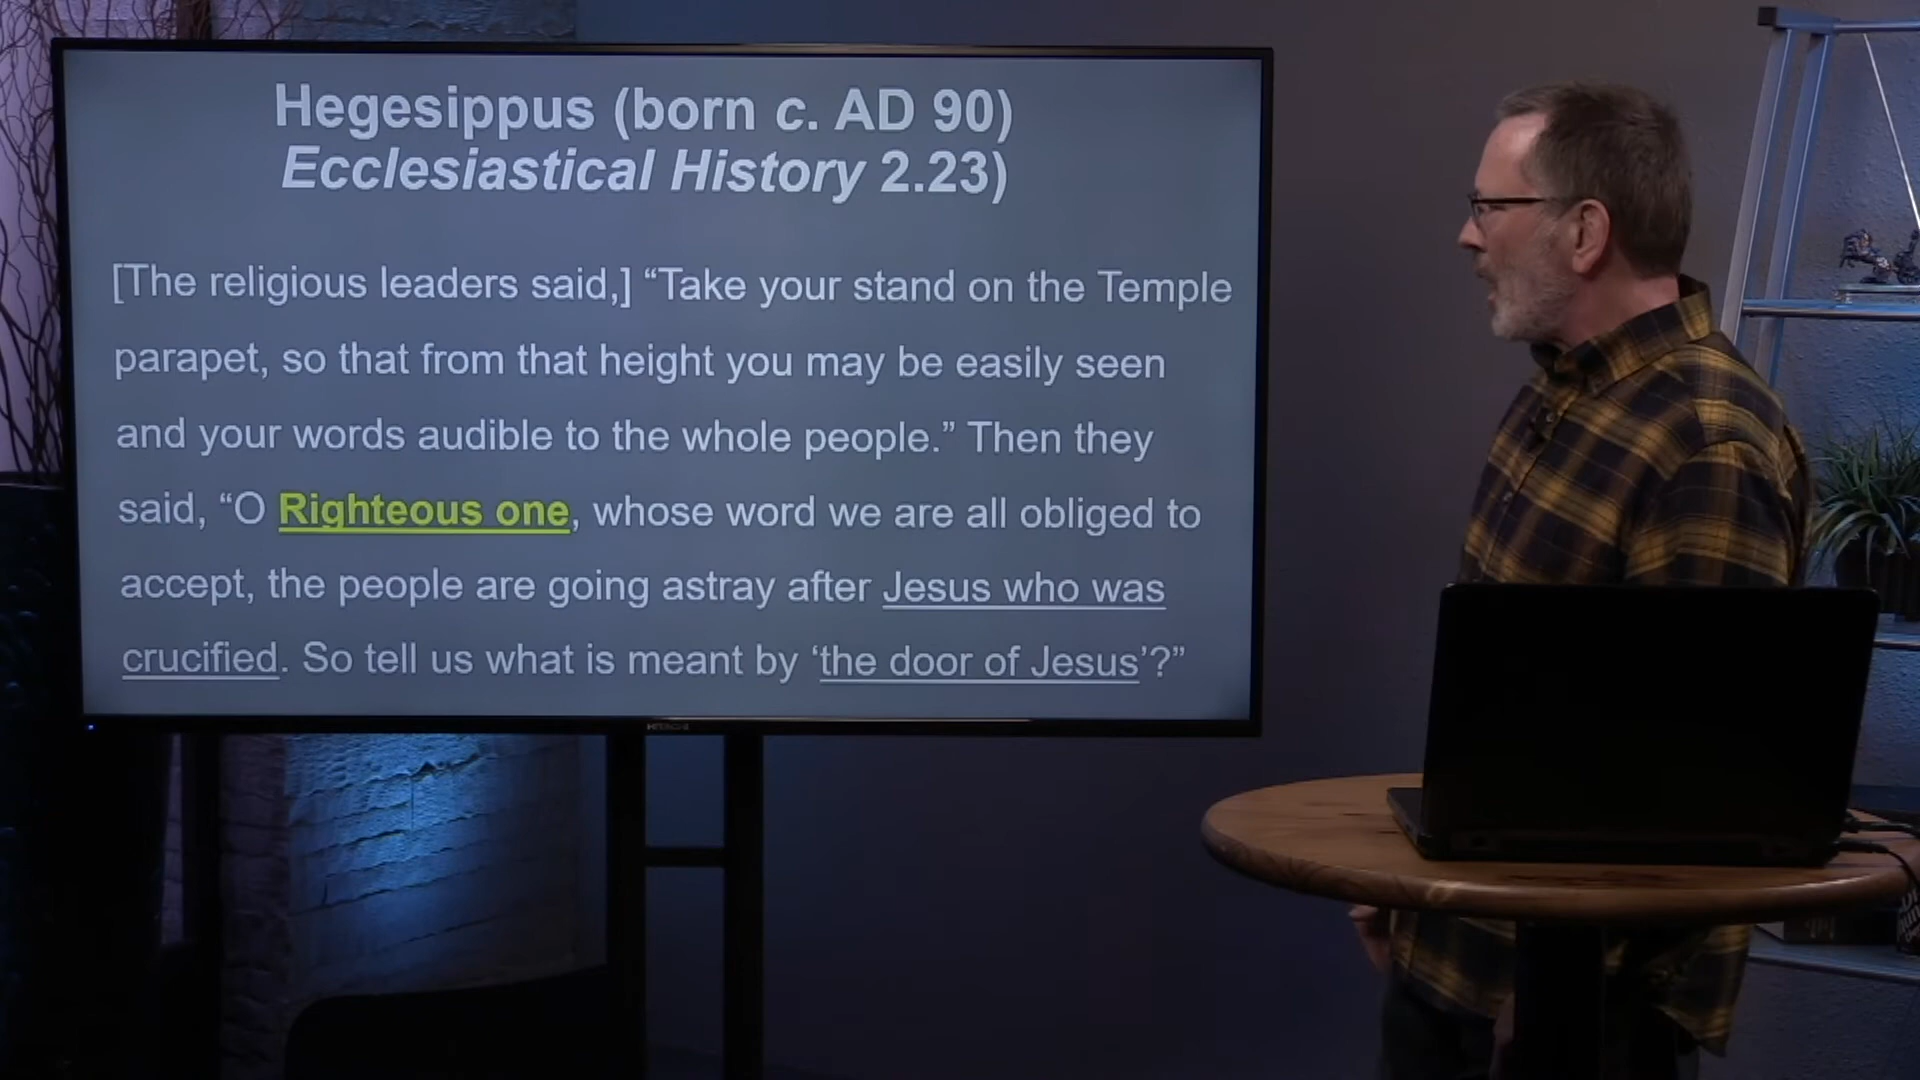 Hegesippus (born c. AD 90)
Ecclesiastical History 2.23)
[The religious leaders said,] “Take your stand on the Temple
parapet, so that from that height you may be easily seen
and your words audible to the whole people.” Then they
said, “O Righteous one, whose word we are all obliged to
accept, the people are going astray after Jesus who was
crucified. So tell us what is meant by ‘the door of Jesus’?”
HITACHI